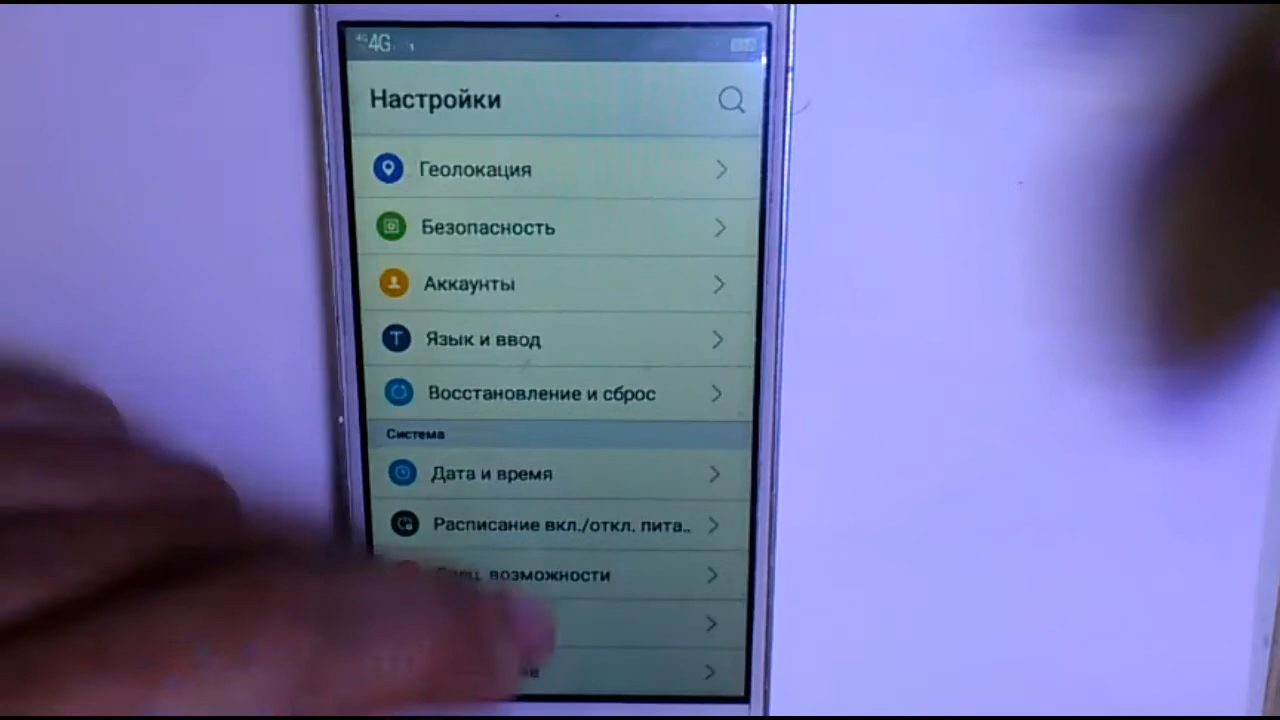 4G
Настройки
Геолокация
Безопасность
Аккаунты
Язык и ввод
Восстановление и сброс
Система
Дата и время
Расписание вкл./откл. пита..
возможности